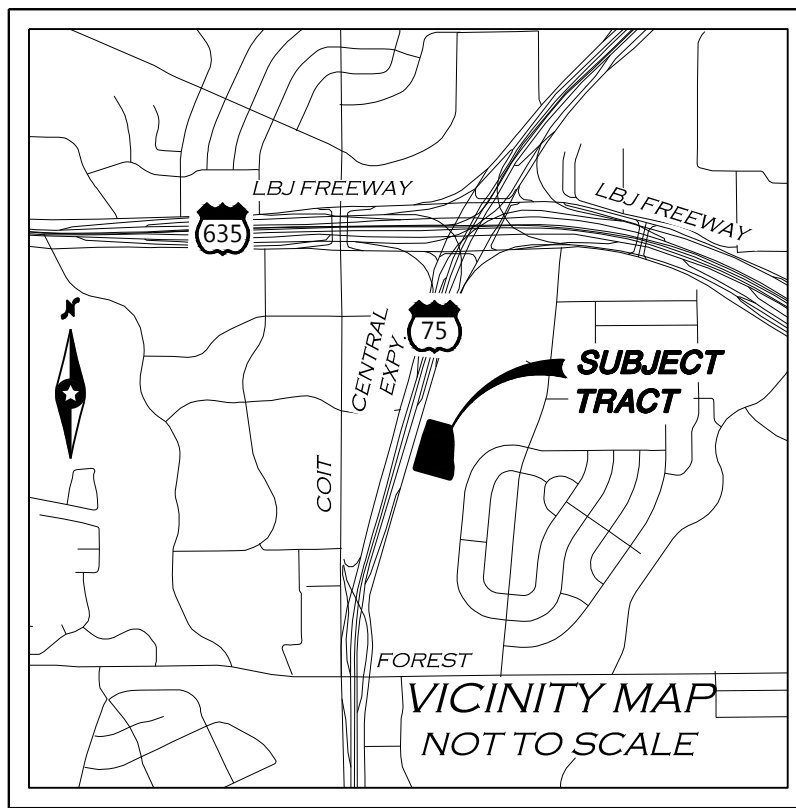 LBJ FREEWAY
LBJ FREEWAY
635
N
CENTRAL
EXPY.
75
SUBJECT
TRACT
COIT
FOREST
VICINITY MAP
NOT TO SCALE